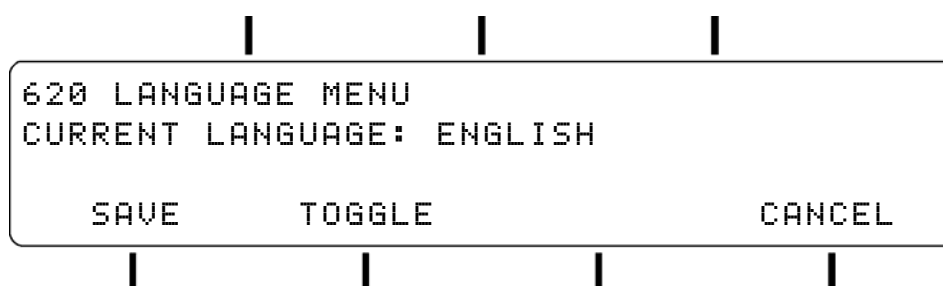 620 LANGUAGE MENU
CURRENT LANGUAGE: ENGLISH
SAVE TOGGLE CANCEL